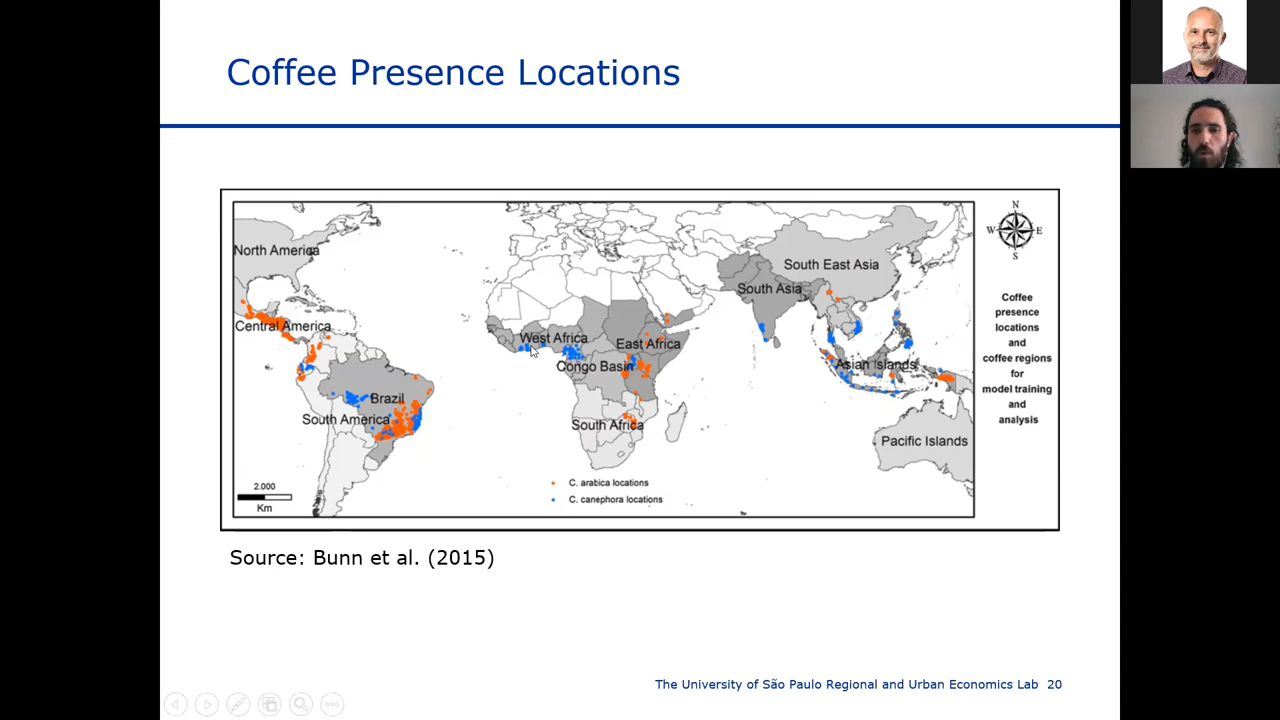 Coffee Presence Locations
North America
Central America
South America
Brazil
West Africa
East Africa
Congo Basin
South Africa
South Asia
South East Asia
Asian Islands
Pacific Islands
2.000
Km
C. arabica locations
C. canephora locations
N
W
E
S
Coffee
presence
locations
and
coffee regions
for
model training
and
analysis
Source: Bunn et al. (2015)
The University of São Paulo Regional and Urban Economics Lab 20